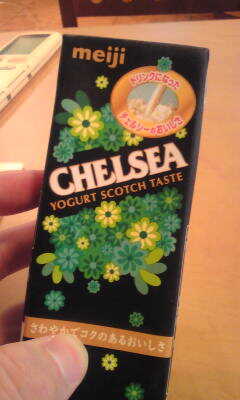 meiji
ドリンクになった
チェルシーのおいしさ
CHELSEA
YOGURT SCOTCH TASTE
さわやかでコクのあるおいしさ